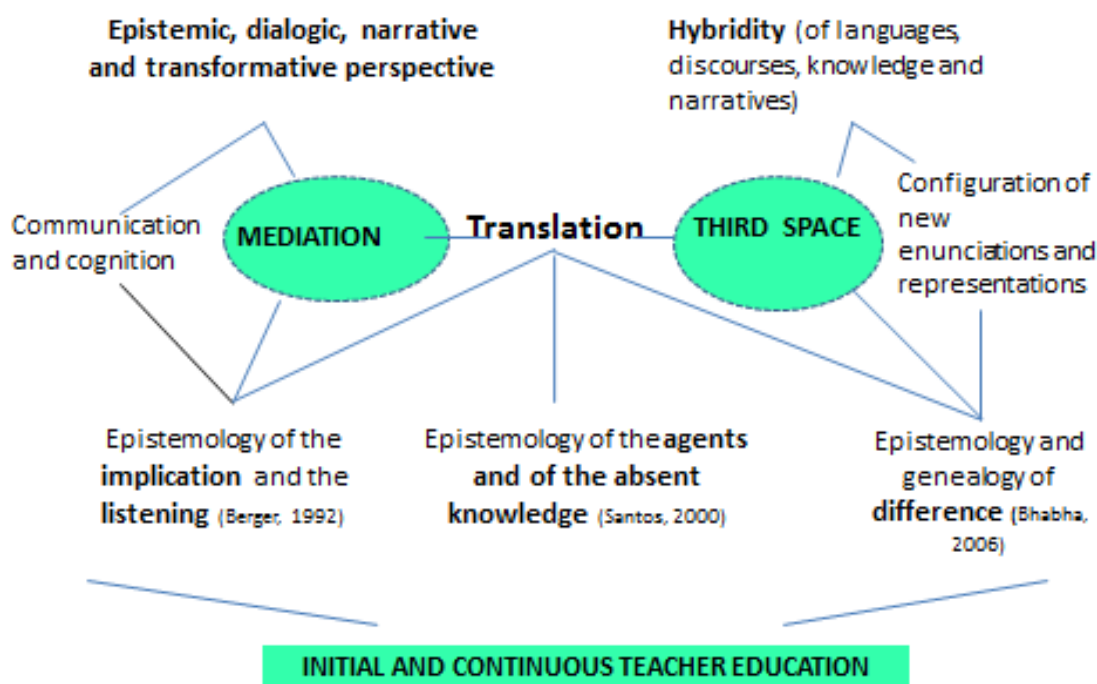 Epistemic, dialogic, narrative
and transformative perspective
Hybridity (of languages,
discourses, knowledge and
narratives)
Communication
and cognition
MEDIATION
Translation
THIRD SPACE
Configuration of
new
enunciations and
representations
Epistemology of the
implication and the
listening (Berger, 1992)
Epistemology of the agents
and of the absent
knowledge (Santos, 2000)
Epistemology and
genealogy of
difference (Bhabha,
2006)
INITIAL AND CONTINUOUS TEACHER EDUCATION